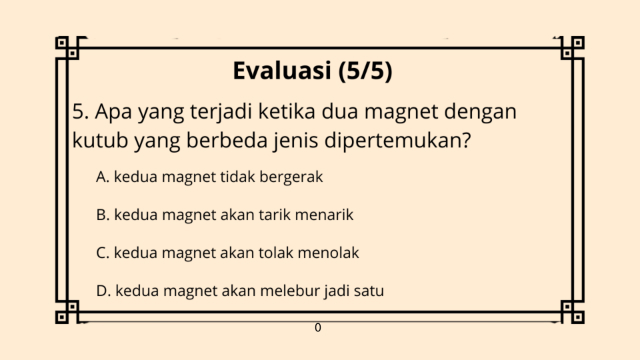 Evaluasi (5/5)
5. Apa yang terjadi ketika dua magnet dengan
kutub yang berbeda jenis dipertemukan?
A. kedua magnet tidak bergerak
B. kedua magnet akan tarik menarik
C. kedua magnet akan tolak menolak
D. kedua magnet akan melebur jadi satu
0